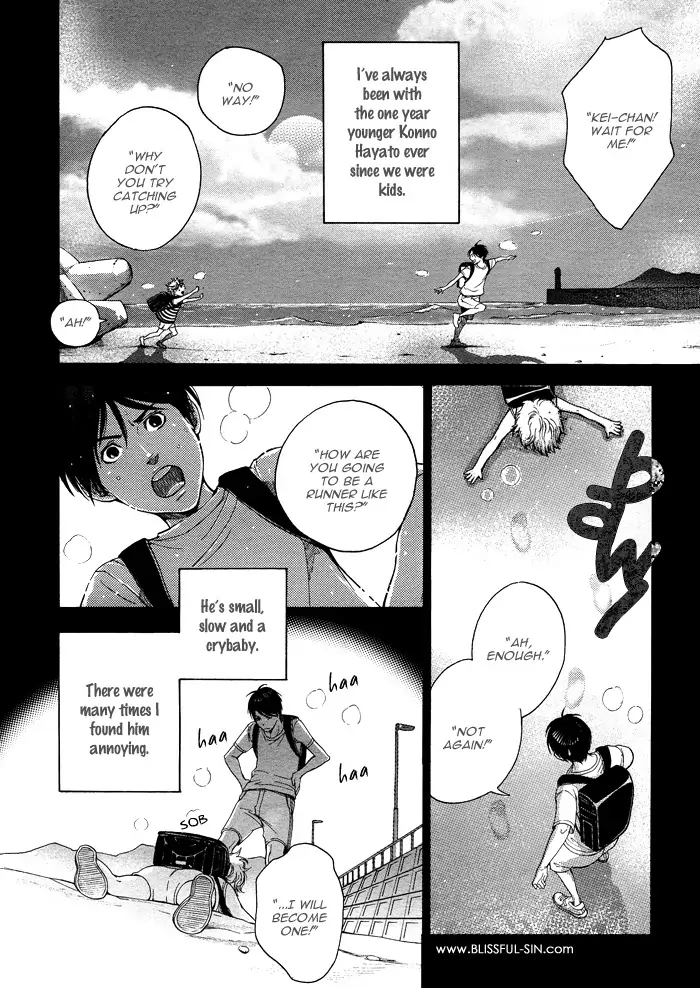 "KEI-CHAN!
WAIT FOR
ME!"
I've always
been with
the one year
younger Konno
Hayato ever
since we were
kids.
"NO
WAY!"
"WHY
DON'T
YOU TRY
CATCHING
UP?"
"AH!"
"AH,
ENOUGH."
"NOT
AGAIN!"
"HOW ARE
YOU GOING
TO BE A
RUNNER LIKE
THIS?"
He's small,
slow and a
crybaby.
There were
many times I
found him
annoying.
haa
haa
haa
SOB
"...I WILL
BECOME
ONE!"
www.BLISSFUL-SIN.com